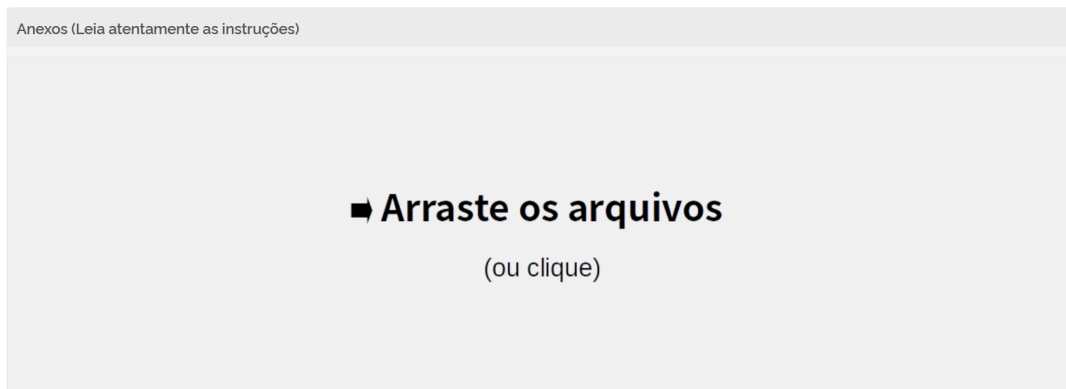 Anexos (Leia atentamente as instruções)
➡ Arraste os arquivos
(ou clique)